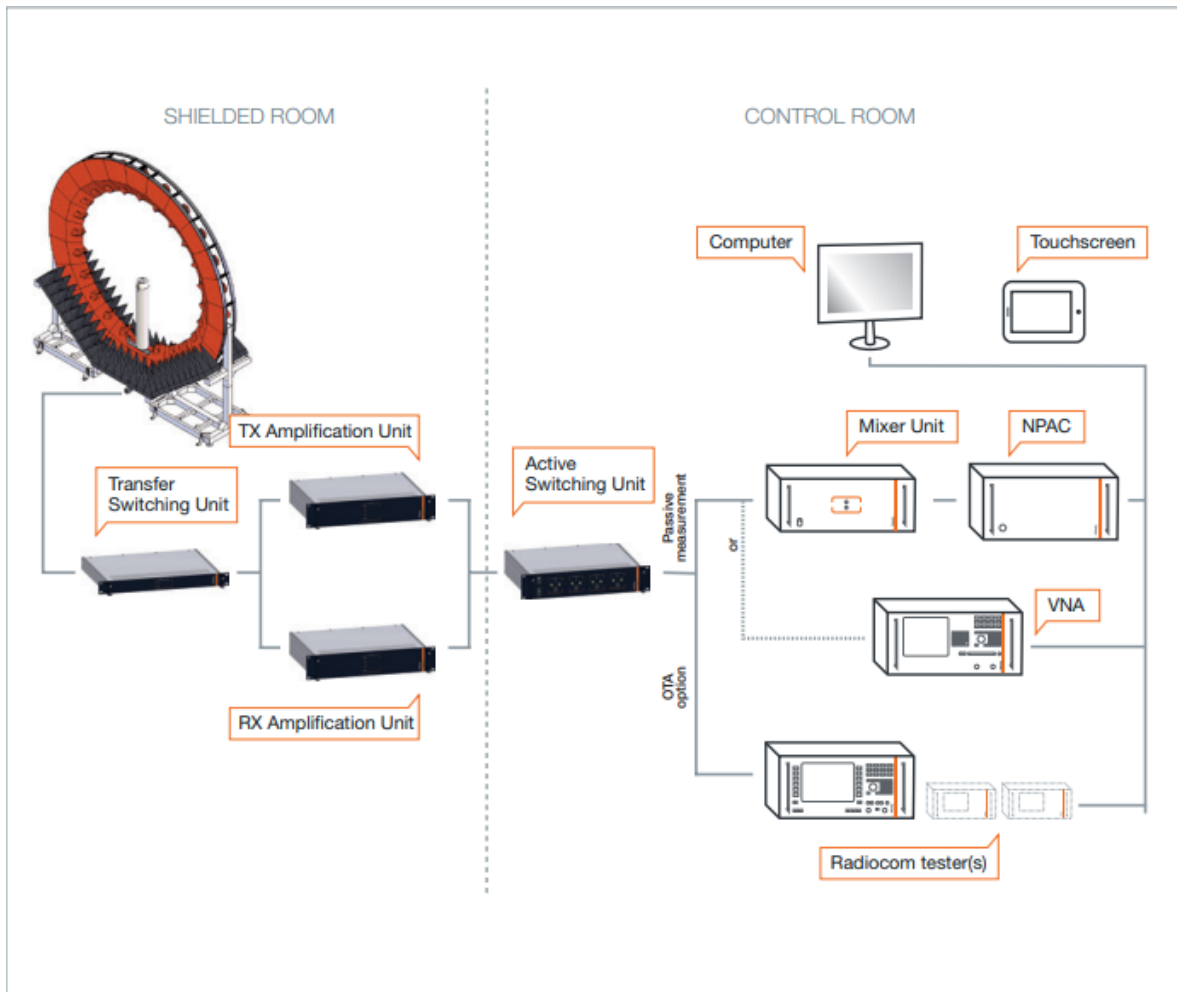 SHIELDED ROOM
CONTROL ROOM
Computer
Touchscreen
TX Amplification Unit
Mixer Unit
NPAC
Transfer
Switching Unit
Active
Switching Unit
Passive
measurement
or
VNA
OTA
option
RX Amplification Unit
Radiocom tester(s)